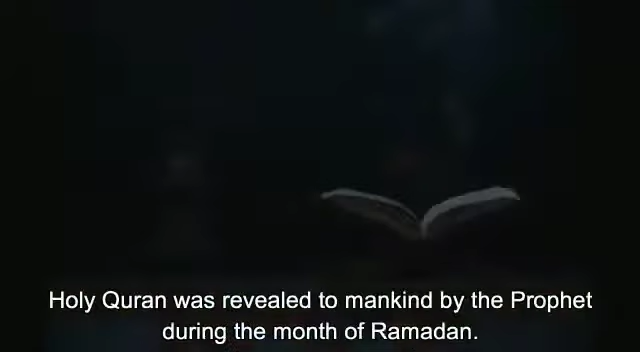 Holy Quran was revealed to mankind by the Prophet
during the month of Ramadan.